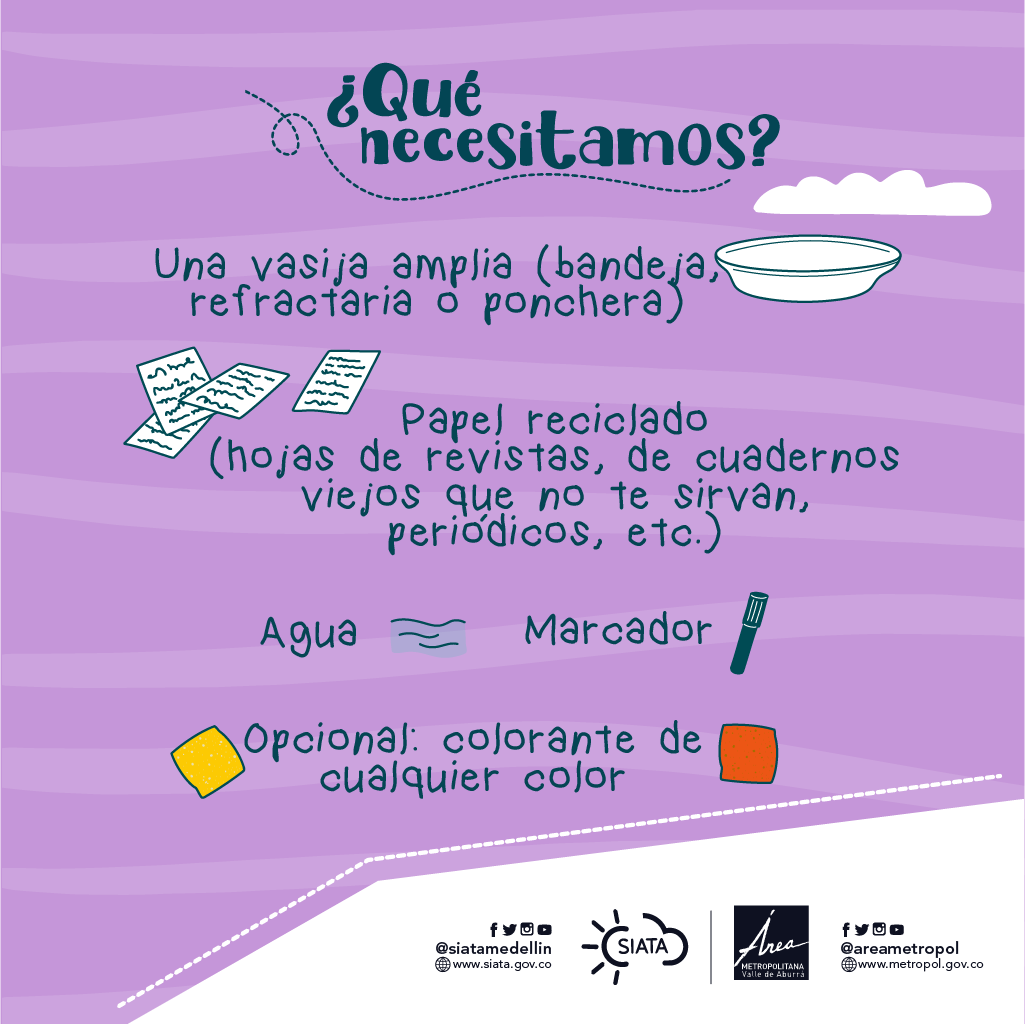 ¿Qué
necesitamos?
Una vasija amplia (bandeja,
refractaria o ponchera)
Papel reciclado
(hojas de revistas, de cuadernos
viejos que no te sirvan,
periódicos, etc.)
Agua
Marcador
Opcional: colorante de
cualquier color
@siatamedellin
www.siata.gov.co
SIATA
Área
METROPOLITANA
Valle de Aburrá
@areametropol
www.metropol.gov.co